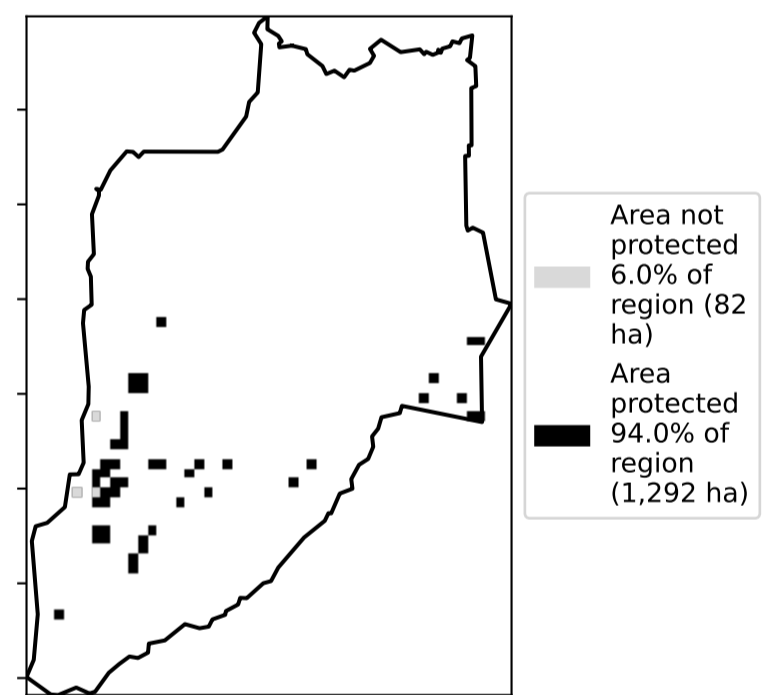 Area not
protected
6.0% of
region (82
ha)
Area
protected
94.0% of
region
(1,292 ha)